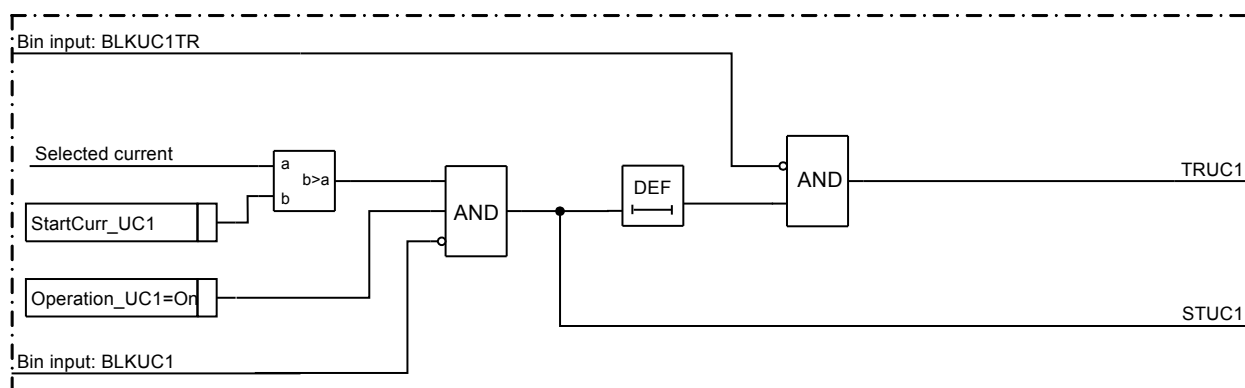 Bin input: BLKUC1TR
Selected current
a
b>a
b
StartCurr_UC1
Operation_UC1=On
Bin input: BLKUC1
AND
DEF
AND
TRUC1
STUC1